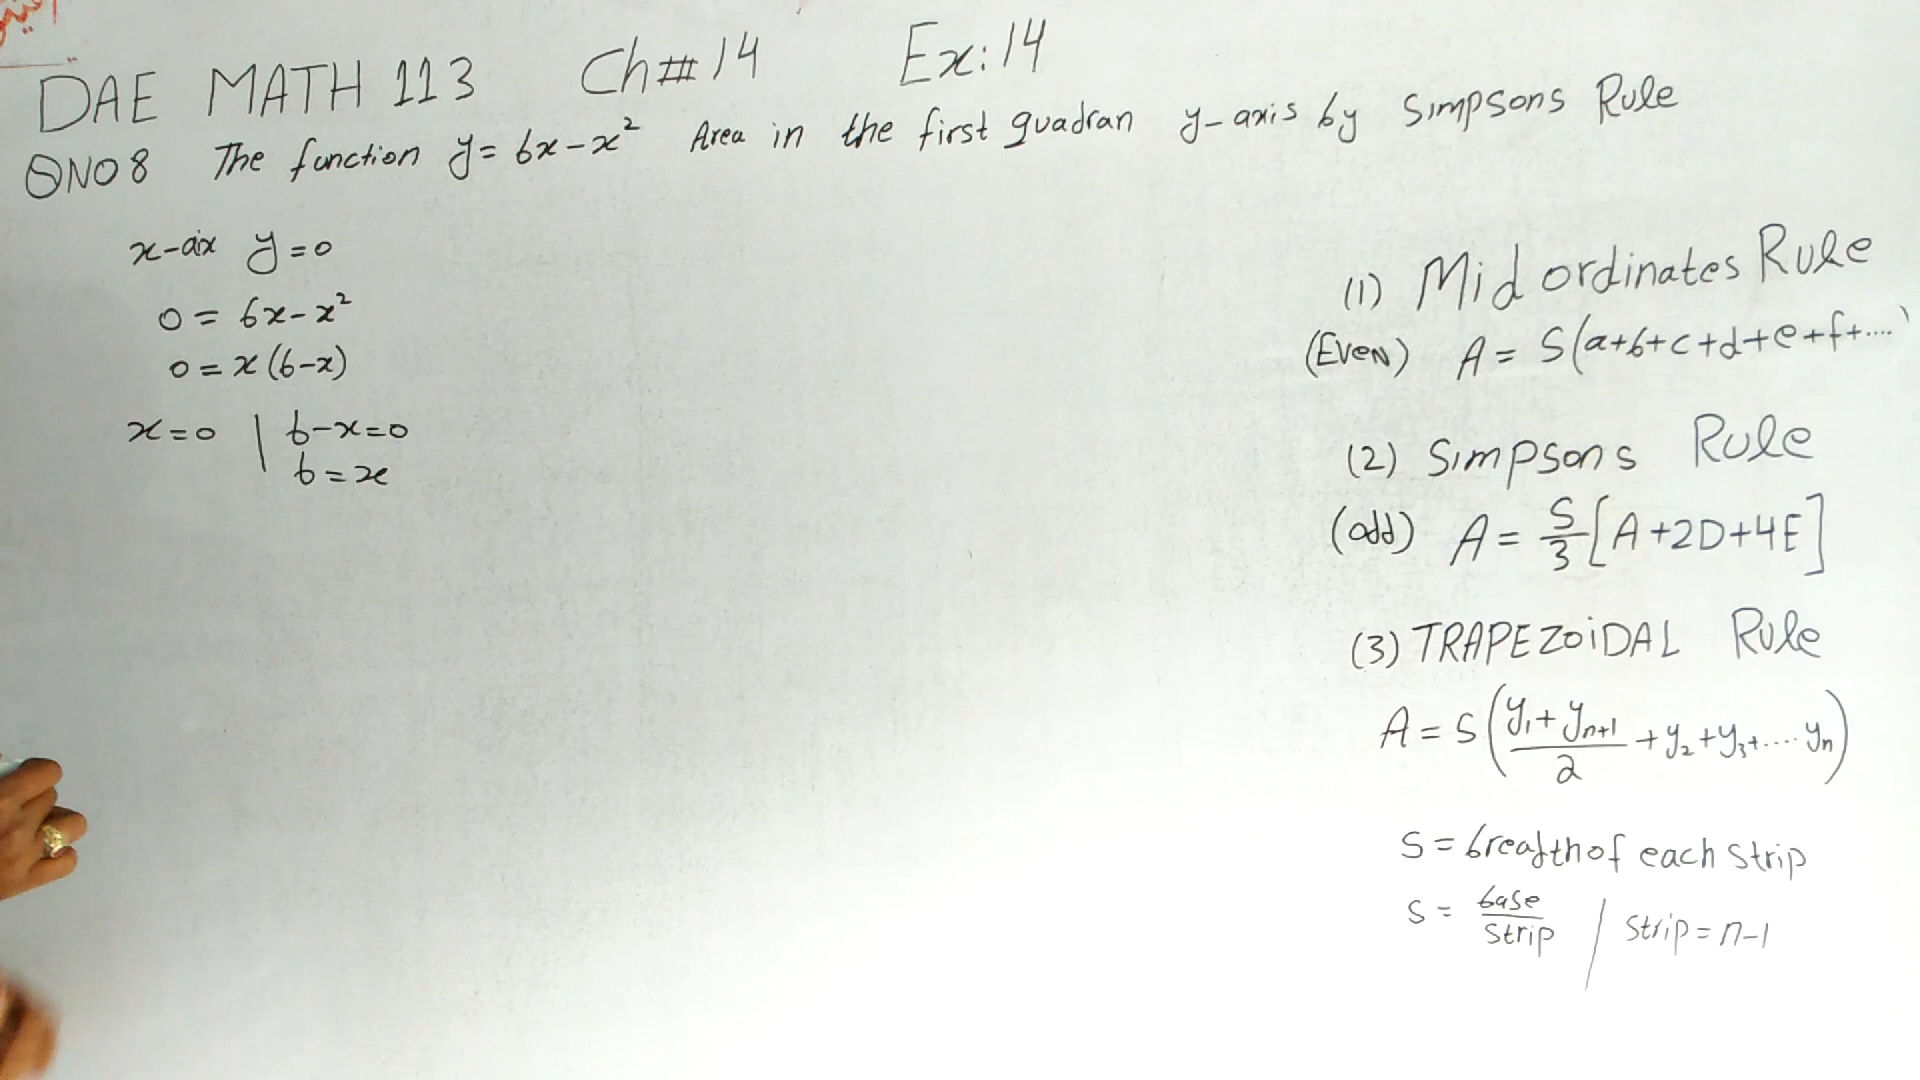 DAE MATH 113 Ch# 14 Ex: 14
QNO 8 The function y = 6x - x² Area in the first quadran y-axis by Simpsons Rule
x-aix y = 0
0 = 6x - x²
0 = x (6-x)
x = 0 | 6-x=0
6 = x
(1) Mid ordinates Rule
(Even) A = S(a+b+c+d+e+f+....)
(2) Simpsons Rule
(odd) A = S/3 [A+2D+4E]
(3) TRAPEZOiDAL Rule
A = S ((y₁ + yₙ₊₁)/2 + y₂ + y₃ + .... yₙ)
S = breadth of each strip
S = base/strip | strip = n-1